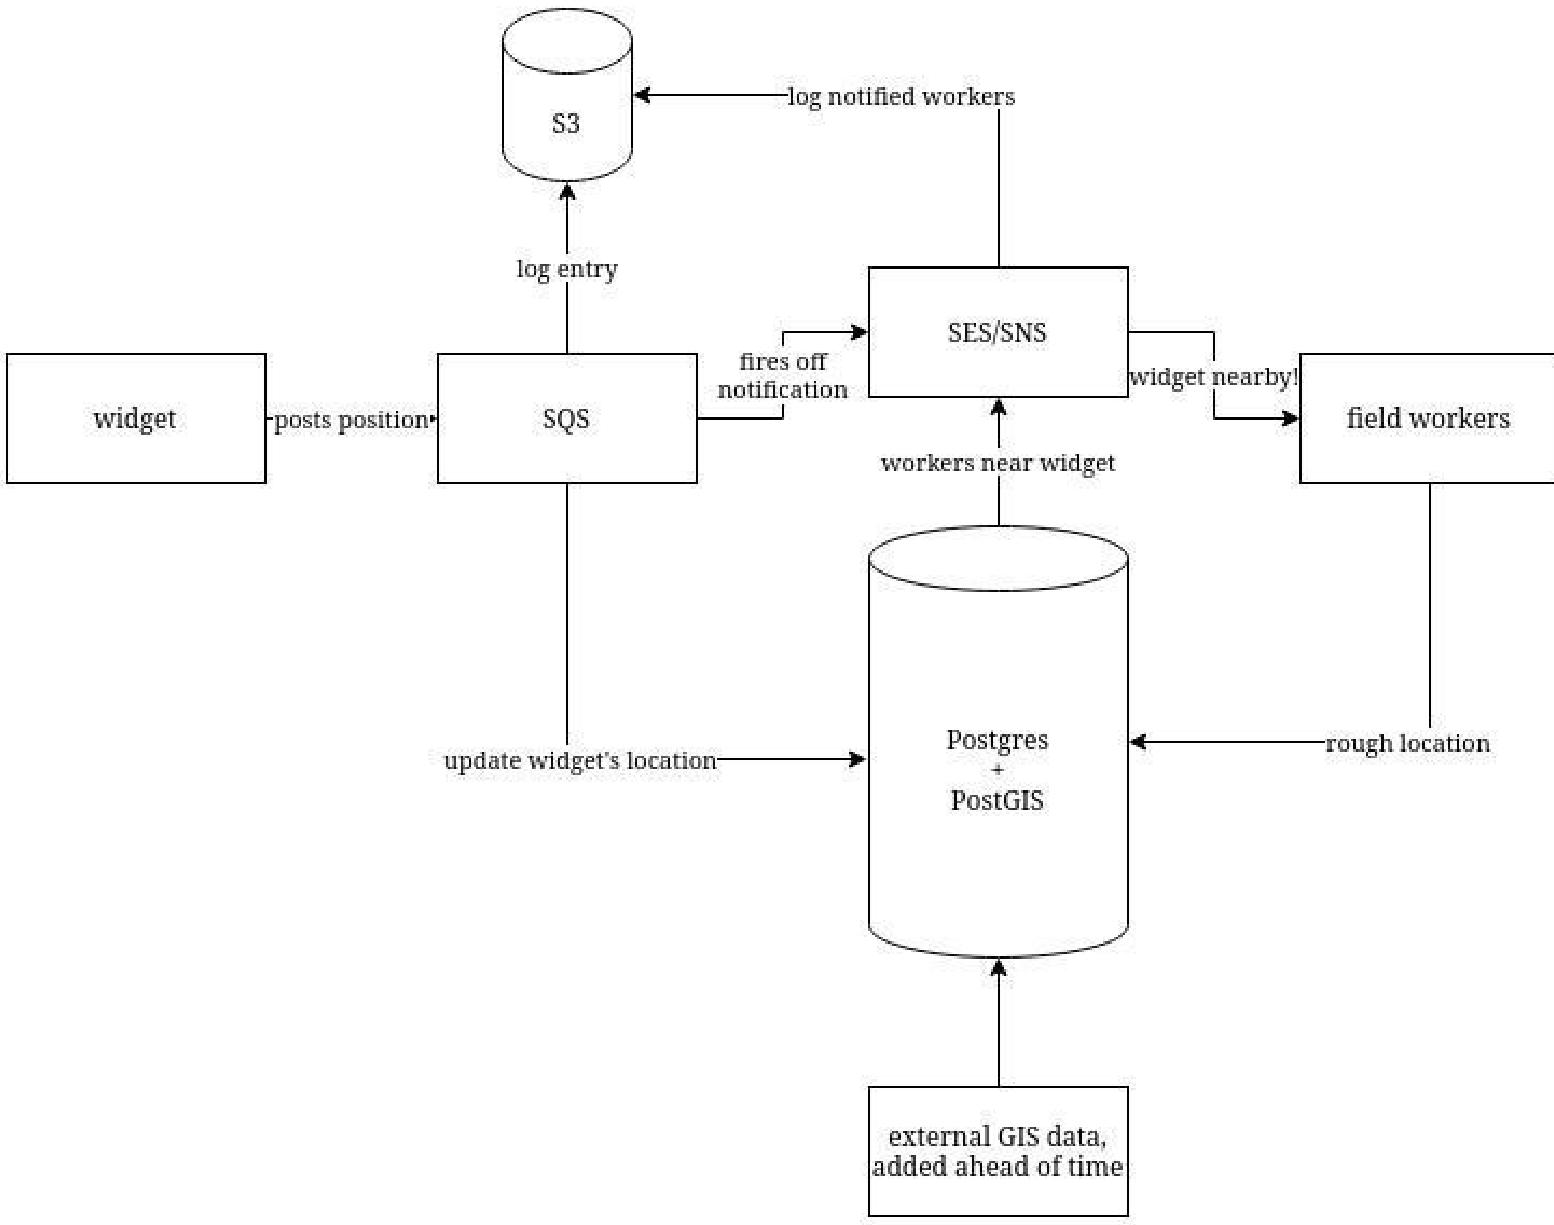 S3
log notified workers
log entry
SES/SNS
fires off
notification
widget nearby!
widget
posts position
SQS
field workers
workers near widget
Postgres
+
PostGIS
update widget's location
rough location
external GIS data,
added ahead of time